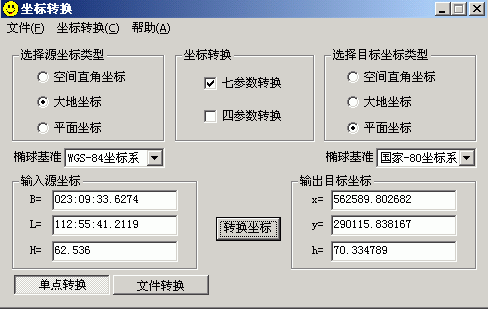 坐标转换
文件(F) 坐标转换(C) 帮助(A)
选择源坐标类型 坐标转换 选择目标坐标类型
空间直角坐标 七参数转换 空间直角坐标
大地坐标 四参数转换 大地坐标
平面坐标 平面坐标
椭球基准 WGS-84坐标系 椭球基准 国家-80坐标系
输入源坐标 输出目标坐标
B= 023:09:33.6274 x= 562589.802682
L= 112:55:41.2119 转换坐标 y= 290115.838167
H= 62.536 h= 70.334789
单点转换 文件转换